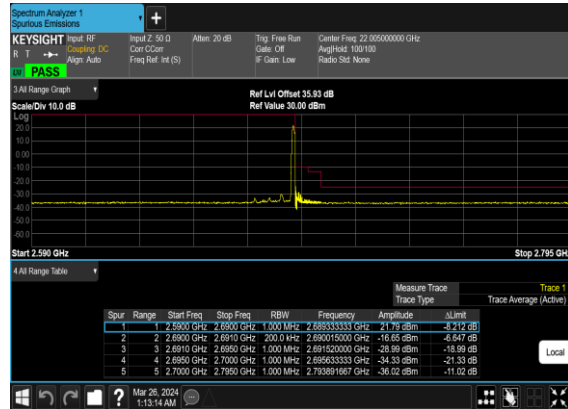 Spectrum Analyzer 1
Spurious Emissions
+
KEYSIGHT Input: RF Input Z: 50 Ω Atten: 20 dB Trig: Free Run Center Freq: 22.005000000 GHz
R T Coupling: DC Corr CCorr Gate: Off Avg|Hold: 100/100
Align: Auto Freq Ref: Int (S) IF Gain: Low Radio Std: None
PASS
3 All Range Graph
Ref Lvl Offset 35.93 dB
Scale/Div 10.0 dB Ref Value 30.00 dBm
Log
20.0
10.0
0.00
-10.0
-20.0
-30.0
-40.0
-50.0
-60.0
Start 2.590 GHz Stop 2.795 GHz
4 All Range Table
Measure Trace Trace 1
Trace Type Trace Average (Active)
Spur Range Start Freq Stop Freq RBW Frequency Amplitude ΔLimit
1 1 2.5900 GHz 2.6900 GHz 1.000 MHz 2.689333333 GHz 21.79 dBm -8.212 dB
2 2 2.6900 GHz 2.6910 GHz 200.0 kHz 2.690015000 GHz -16.65 dBm -6.647 dB
3 3 2.6910 GHz 2.6950 GHz 1.000 MHz 2.691520000 GHz -28.99 dBm -18.99 dB
4 4 2.6950 GHz 2.7000 GHz 1.000 MHz 2.695633333 GHz -34.33 dBm -21.33 dB
5 5 2.7000 GHz 2.7950 GHz 1.000 MHz 2.793891667 GHz -36.02 dBm -11.02 dB
Local
Mar 26, 2024
1:13:14 AM
?